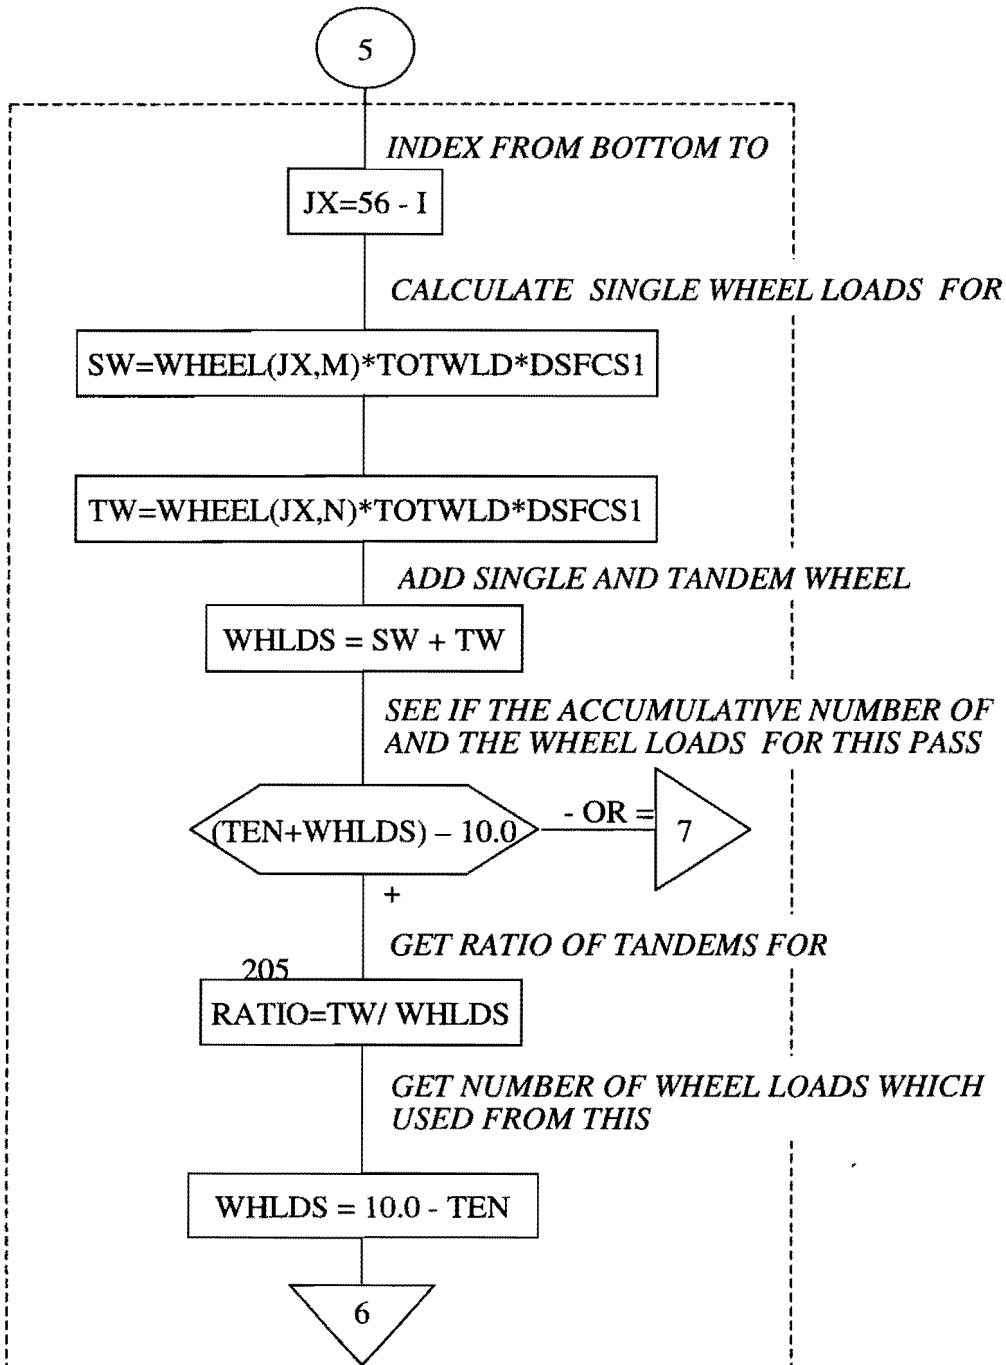 5
INDEX FROM BOTTOM TO
JX=56 - I
CALCULATE SINGLE WHEEL LOADS FOR
SW=WHEEL(JX,M)*TOTWLD*DSFCS1
TW=WHEEL(JX,N)*TOTWLD*DSFCS1
ADD SINGLE AND TANDEM WHEEL
WHLDS = SW + TW
SEE IF THE ACCUMULATIVE NUMBER OF
AND THE WHEEL LOADS FOR THIS PASS
(TEN+WHLDS) – 10.0
- OR =
7
+
GET RATIO OF TANDEMS FOR
205
RATIO=TW/ WHLDS
GET NUMBER OF WHEEL LOADS WHICH
USED FROM THIS
WHLDS = 10.0 - TEN
6